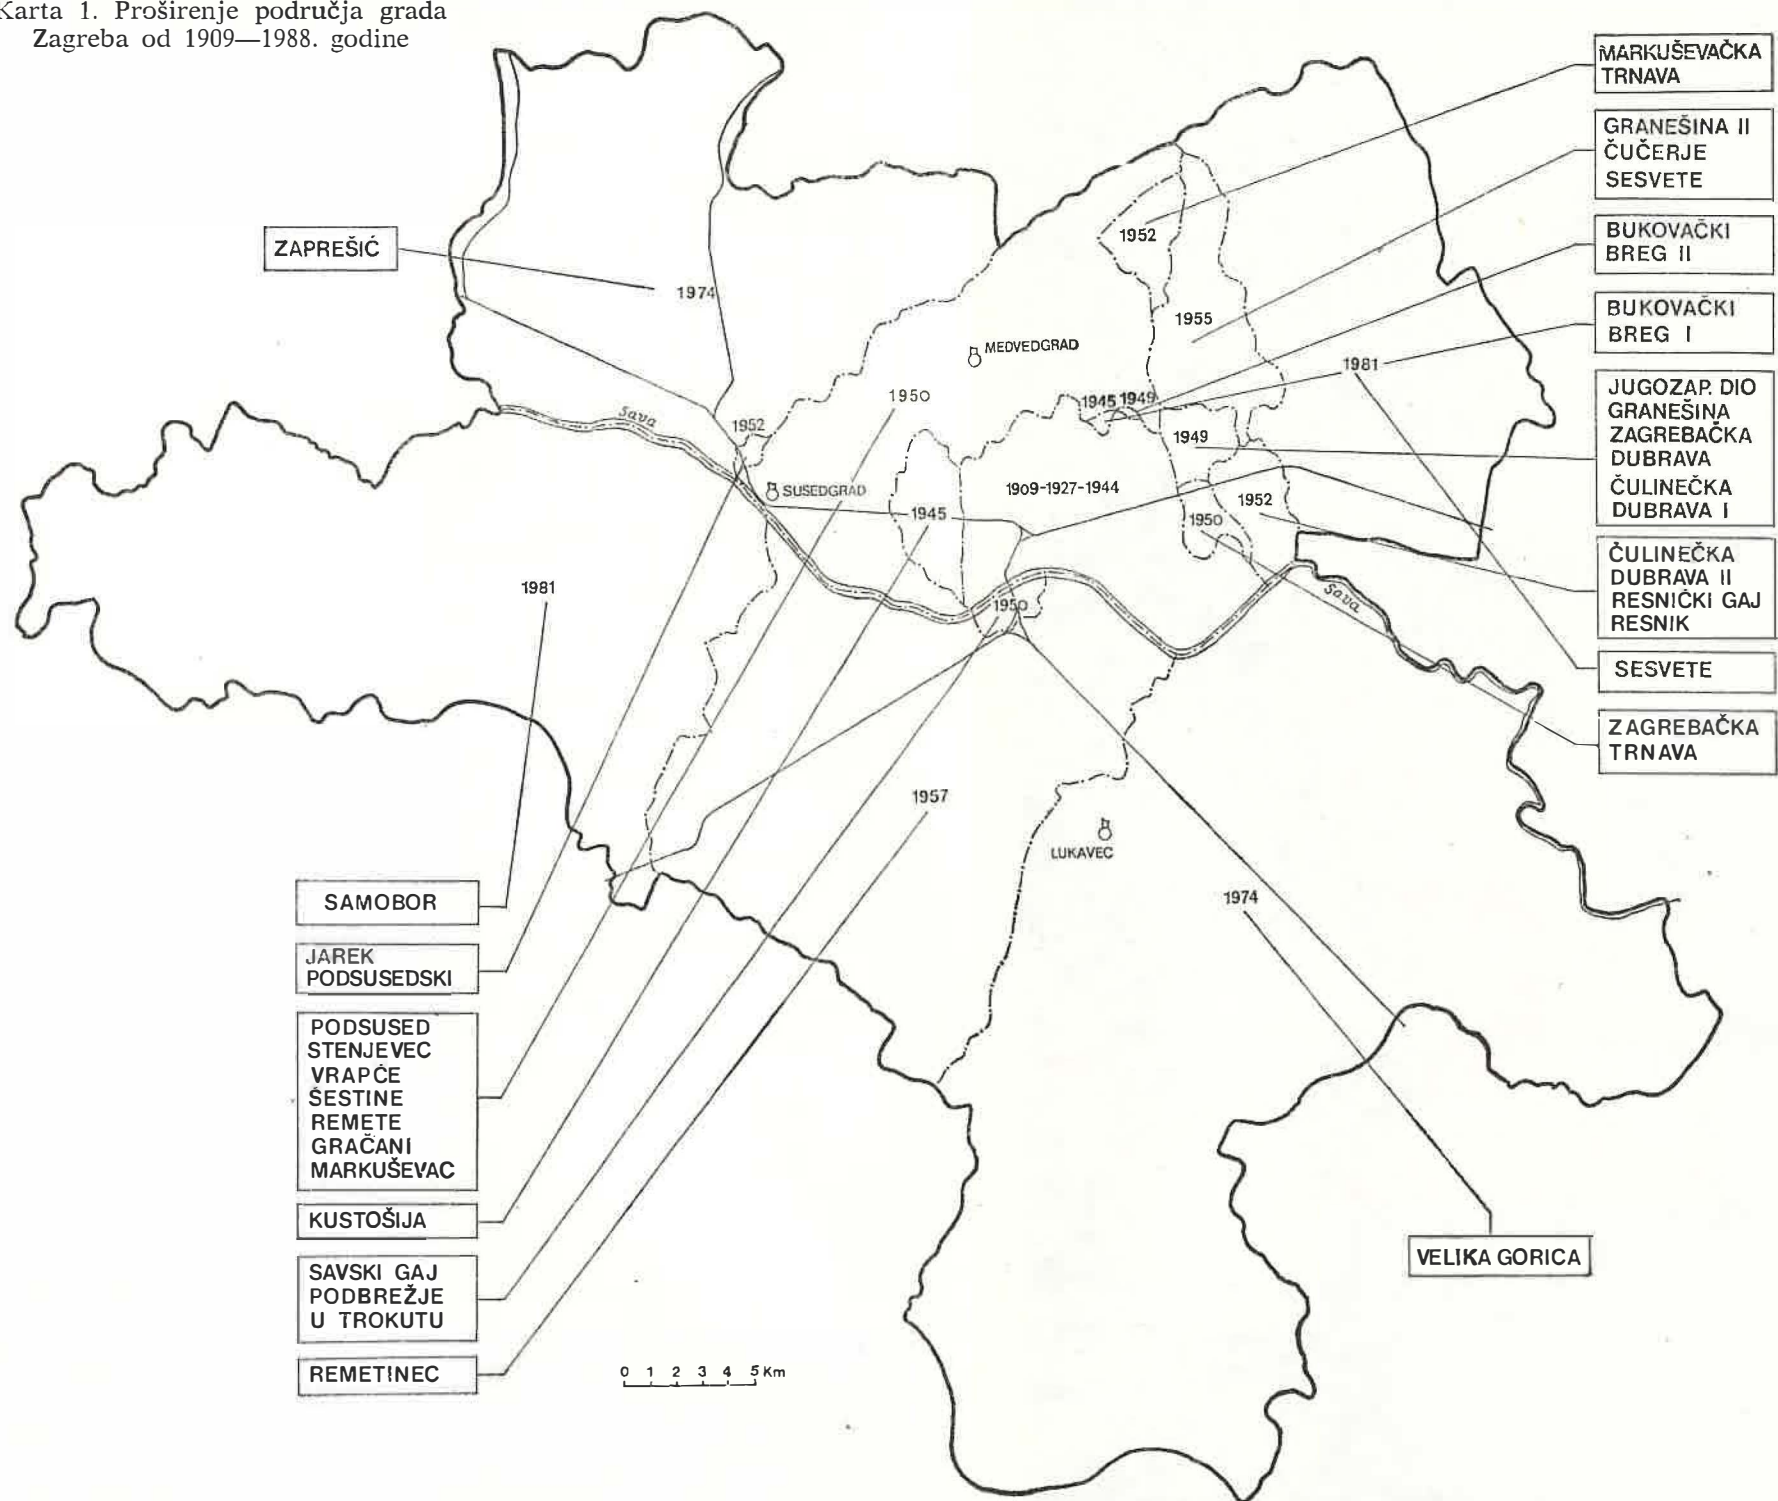 Karta 1. Proširenje područja grada
Zagreba od 1909—1988. godine
MARKUŠEVAČKA
TRNAVA
GRANEŠINA II
ČUČERJE
SESVETE
BUKOVAČKI
BREG II
BUKOVAČKI
BREG I
JUGOZAP. DIO
GRANEŠINA
ZAGREBAČKA
DUBRAVA
ČULINEČKA
DUBRAVA I
ČULINEČKA
DUBRAVA II
RESNIČKI GAJ
RESNIK
SESVETE
ZAGREBAČKA
TRNAVA
ZAPREŠIĆ
1974
1952
1955
MEDVEDGRAD
1981
1950
1945
1949
Sava
1952
1949
SUSEDGRAD
1909-1927-1944
1945
1952
1950
1981
1950
Sava
1957
LUKAVEC
1974
SAMOBOR
JAREK
PODSUSEDSKI
PODSUSED
STENJEVEC
VRAPČE
ŠESTINE
REMETE
GRAČANI
MARKUŠEVAC
KUSTOŠIJA
SAVSKI GAJ
PODBREŽJE
U TROKUTU
REMETINEC
VELIKA GORICA
0 1 2 3 4 5 Km